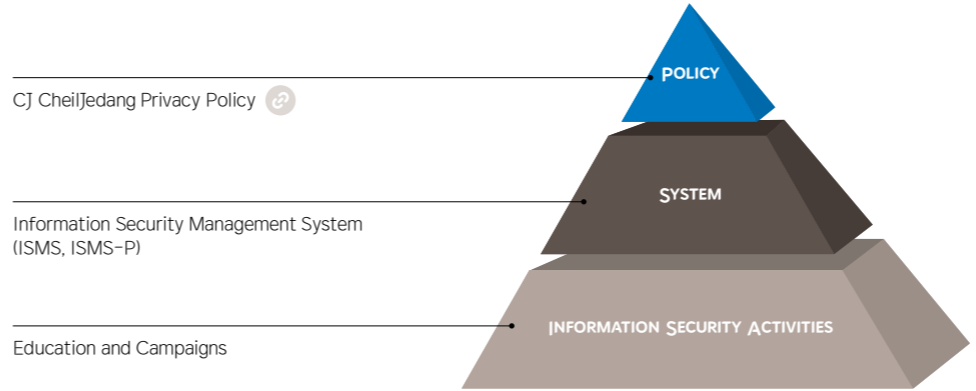 POLICY
CJ CheilJedang Privacy Policy
SYSTEM
Information Security Management System
(ISMS, ISMS-P)
INFORMATION SECURITY ACTIVITIES
Education and Campaigns